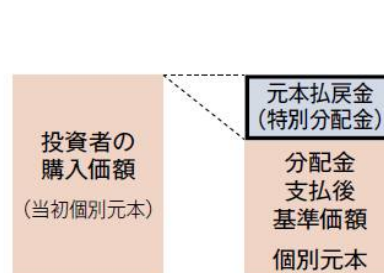 投資者の
購入価額
（当初個別元本）
元本払戻金
（特別分配金）
分配金
支払後
基準価額
個別元本